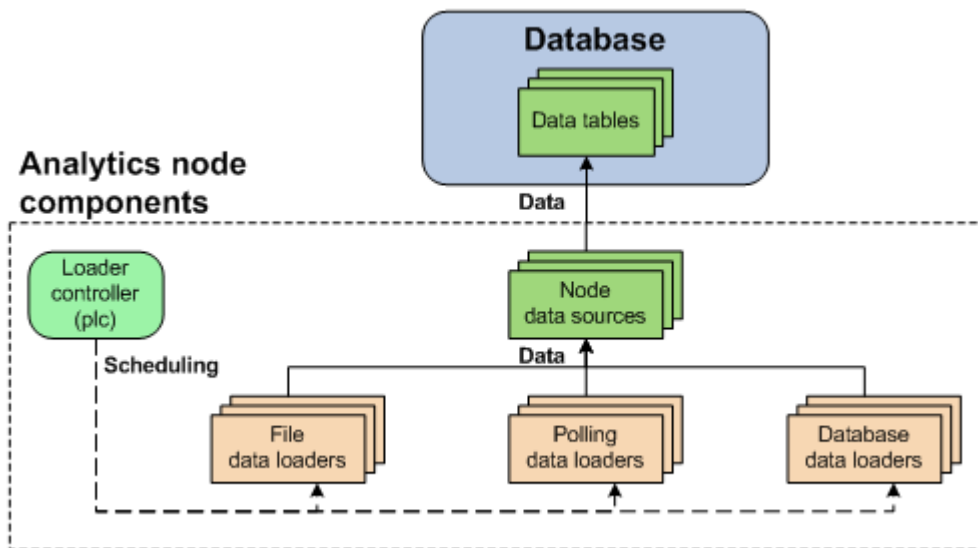 Database
Data tables
Analytics node
components
Data
Loader
controller
(plc)
Node
data sources
Scheduling
Data
File
data loaders
Polling
data loaders
Database
data loaders